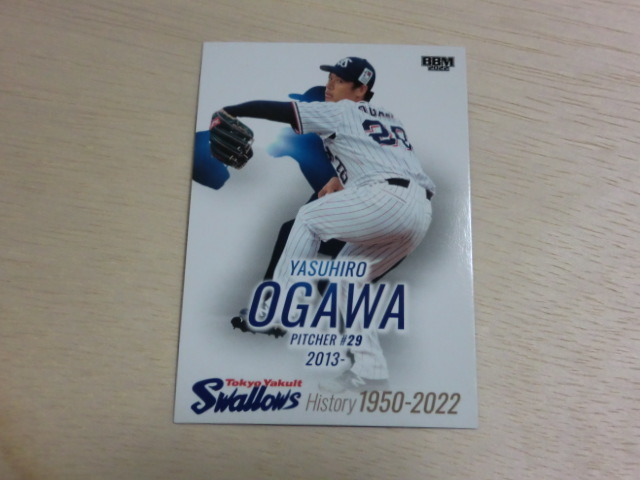 BBM
2022
YASUHIRO
OGAWA
PITCHER #29
2013-
Tokyo Yakult
Swallows History 1950-2022